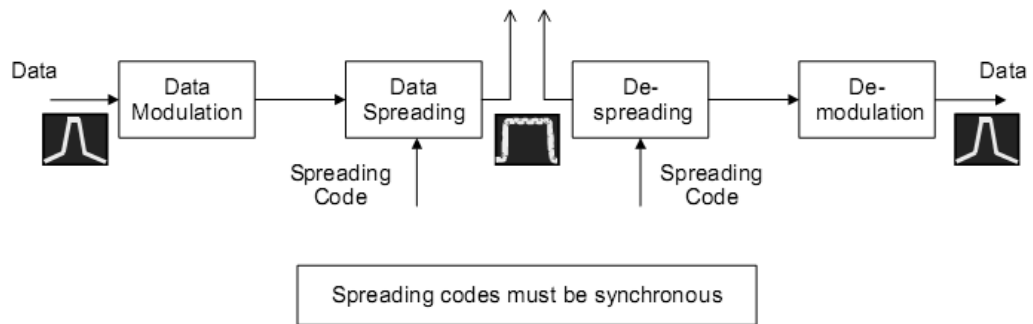 Data
Data
Modulation
Data
Spreading
De-
spreading
De-
modulation
Data
Spreading
Code
Spreading
Code
Spreading codes must be synchronous